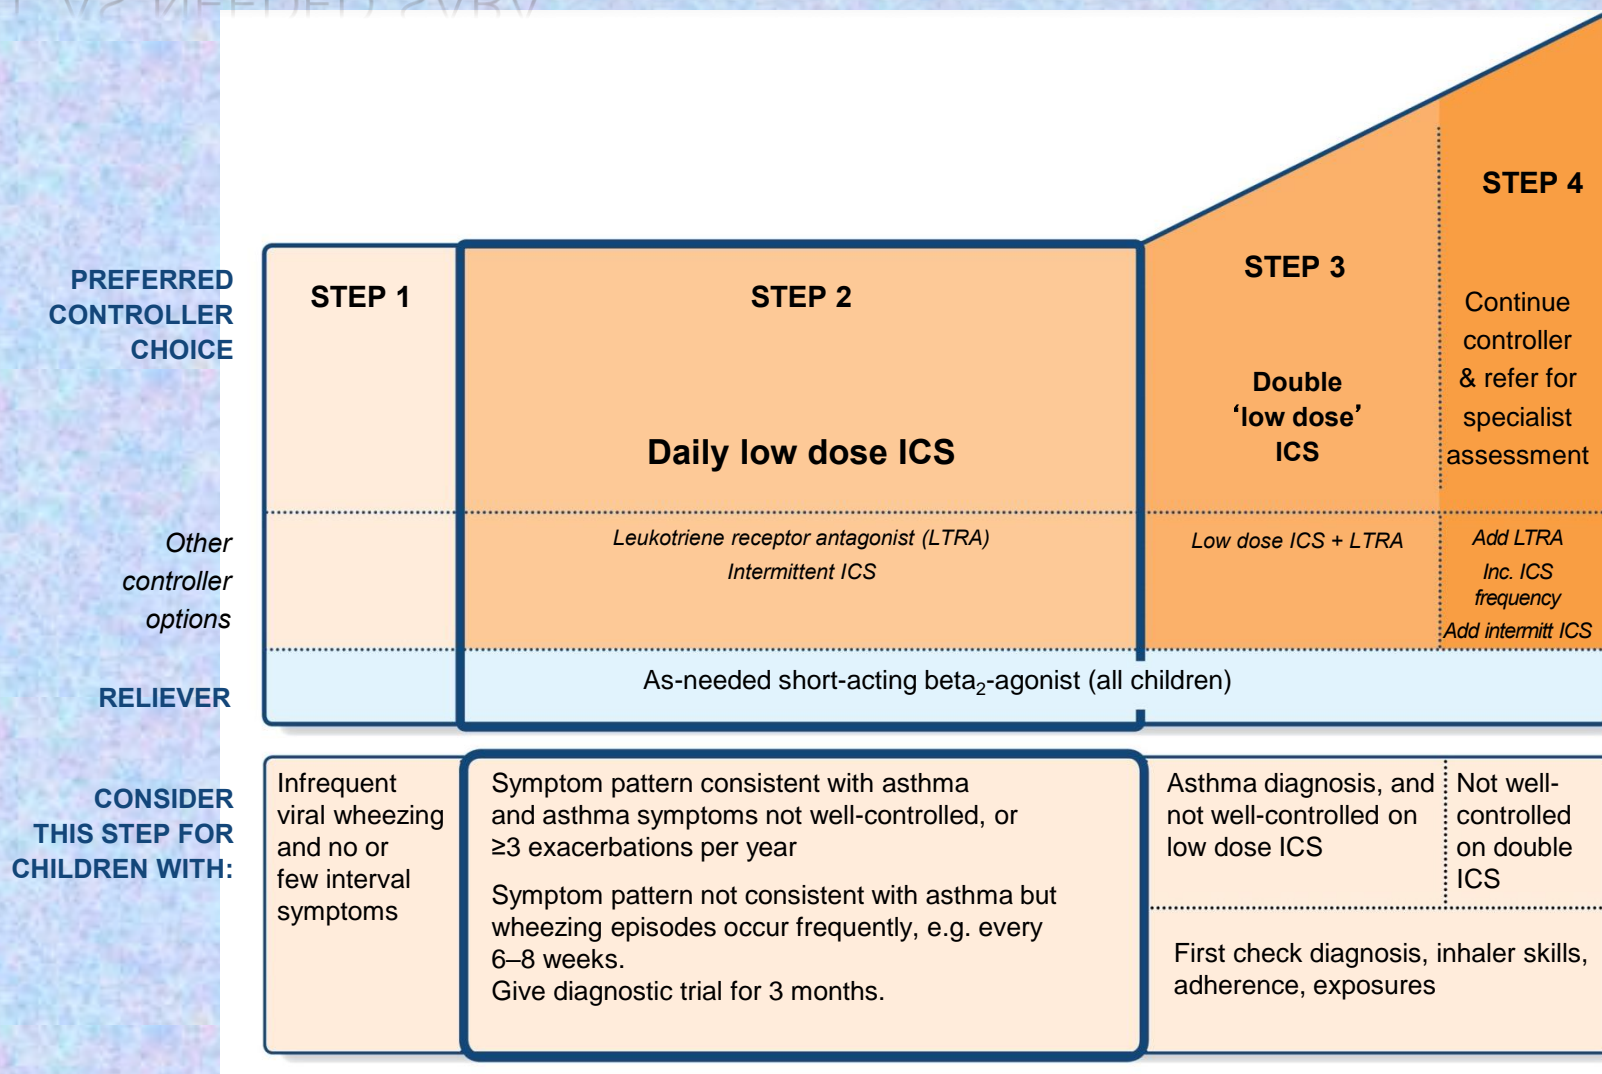 PREFERRED
CONTROLLER
CHOICE
STEP 1
STEP 2
STEP 3
STEP 4
Daily low dose ICS
Double
‘low dose’
ICS
Continue
controller
& refer for
specialist
assessment
Other
controller
options
Leukotriene receptor antagonist (LTRA)
Intermittent ICS
Low dose ICS + LTRA
Add LTRA
Inc. ICS
frequency
Add intermitt ICS
RELIEVER
As-needed short-acting beta2-agonist (all children)
CONSIDER
THIS STEP FOR
CHILDREN WITH:
Infrequent
viral wheezing
and no or
few interval
symptoms
Symptom pattern consistent with asthma
and asthma symptoms not well-controlled, or
≥3 exacerbations per year
Symptom pattern not consistent with asthma but
wheezing episodes occur frequently, e.g. every
6–8 weeks.
Give diagnostic trial for 3 months.
Asthma diagnosis, and
not well-controlled on
low dose ICS
Not well-
controlled
on double
ICS
First check diagnosis, inhaler skills,
adherence, exposures